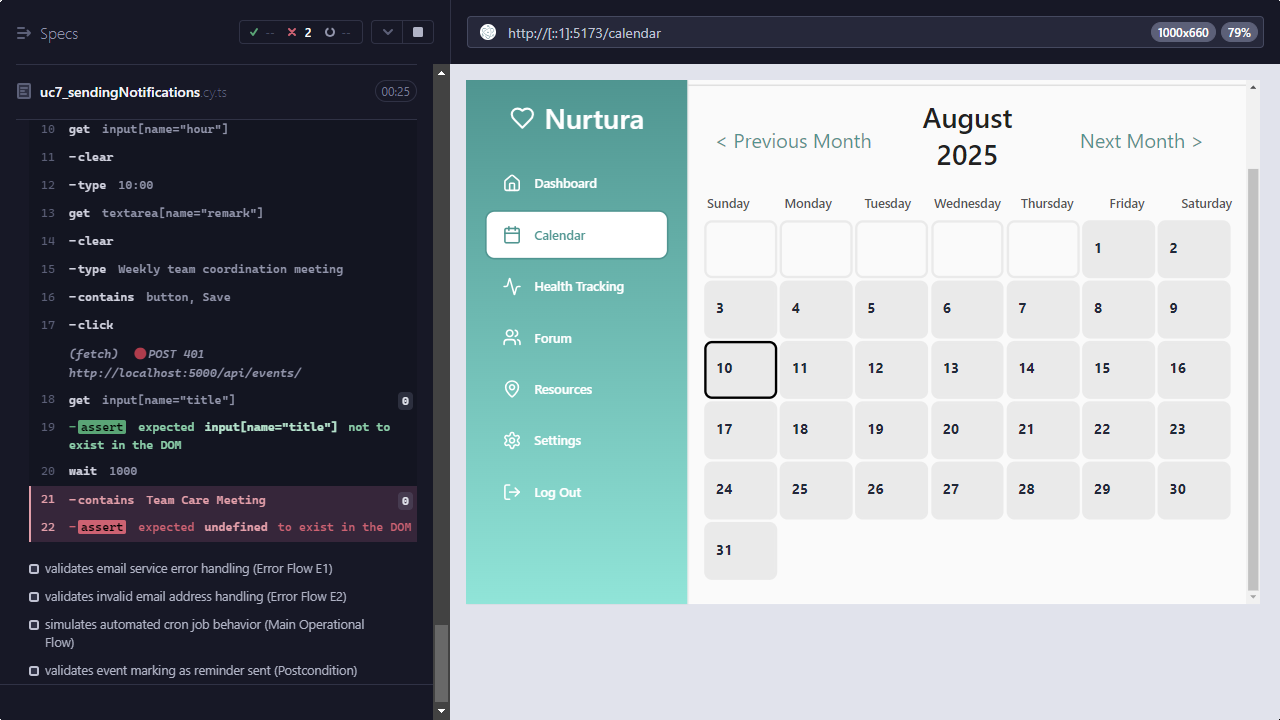 Specs
-- 2 --
uc7_sendingNotifications.cy.ts 00:25
10 get input[name="hour"]
11 -clear
12 -type 10:00
13 get textarea[name="remark"]
14 -clear
15 -type Weekly team coordination meeting
16 -contains button, Save
17 -click
(fetch) POST 401
http://localhost:5000/api/events/
18 get input[name="title"] 0
19 -assert expected input[name="title"] not to
exist in the DOM
20 wait 1000
21 -contains Team Care Meeting 0
22 -assert expected undefined to exist in the DOM
validates email service error handling (Error Flow E1)
validates invalid email address handling (Error Flow E2)
simulates automated cron job behavior (Main Operational
Flow)
validates event marking as reminder sent (Postcondition)
http://[::1]:5173/calendar 1000x660 79%
Nurtura
Dashboard
Calendar
Health Tracking
Forum
Resources
Settings
Log Out
< Previous Month
August
2025
Next Month >
Sunday Monday Tuesday Wednesday Thursday Friday Saturday
1 2
3 4 5 6 7 8 9
10 11 12 13 14 15 16
17 18 19 20 21 22 23
24 25 26 27 28 29 30
31